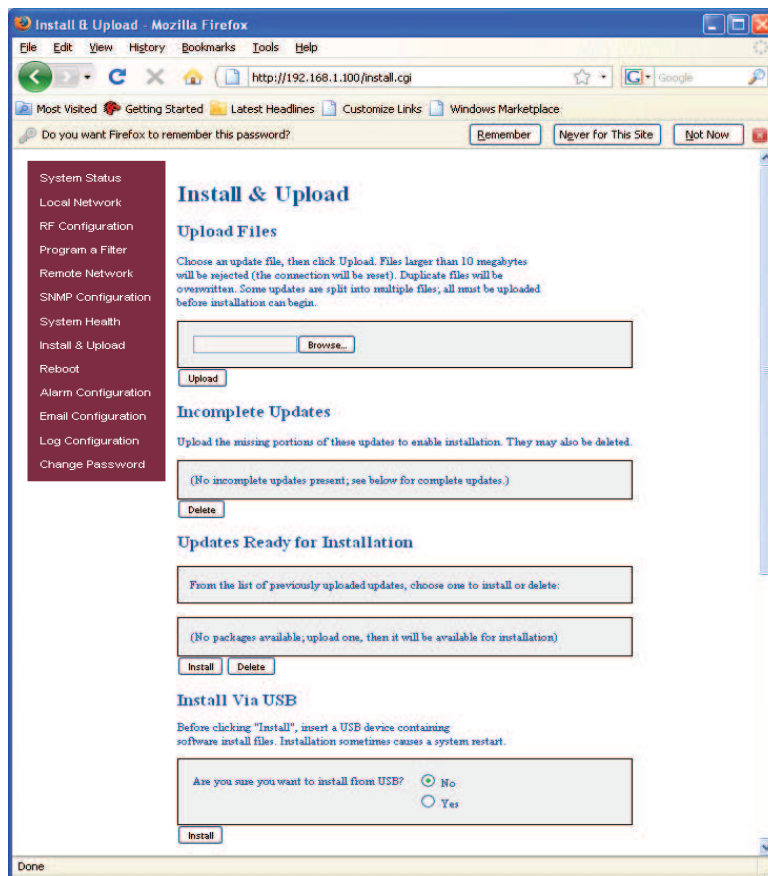 Install & Upload - Mozilla Firefox
File Edit View History Bookmarks Tools Help
http://192.168.1.100/install.cgi
G Google
Most Visited Getting Started Latest Headlines Customize Links Windows Marketplace
Do you want Firefox to remember this password? Remember Never for This Site Not Now
System Status
Local Network
RF Configuration
Program a Filter
Remote Network
SNMP Configuration
System Health
Install & Upload
Reboot
Alarm Configuration
Email Configuration
Log Configuration
Change Password
Install & Upload
Upload Files
Choose an update file, then click Upload. Files larger than 10 megabytes
will be rejected (the connection will be reset). Duplicate files will be
overwritten. Some updates are split into multiple files; all must be uploaded
before installation can begin.
Browse...
Upload
Incomplete Updates
Upload the missing portions of these updates to enable installation. They may also be deleted.
(No incomplete updates present; see below for complete updates.)
Delete
Updates Ready for Installation
From the list of previously uploaded updates, choose one to install or delete:
(No packages available; upload one, then it will be available for installation)
Install Delete
Install Via USB
Before clicking "Install", insert a USB device containing
software install files. Installation sometimes causes a system restart.
Are you sure you want to install from USB? No
Yes
Install
Done